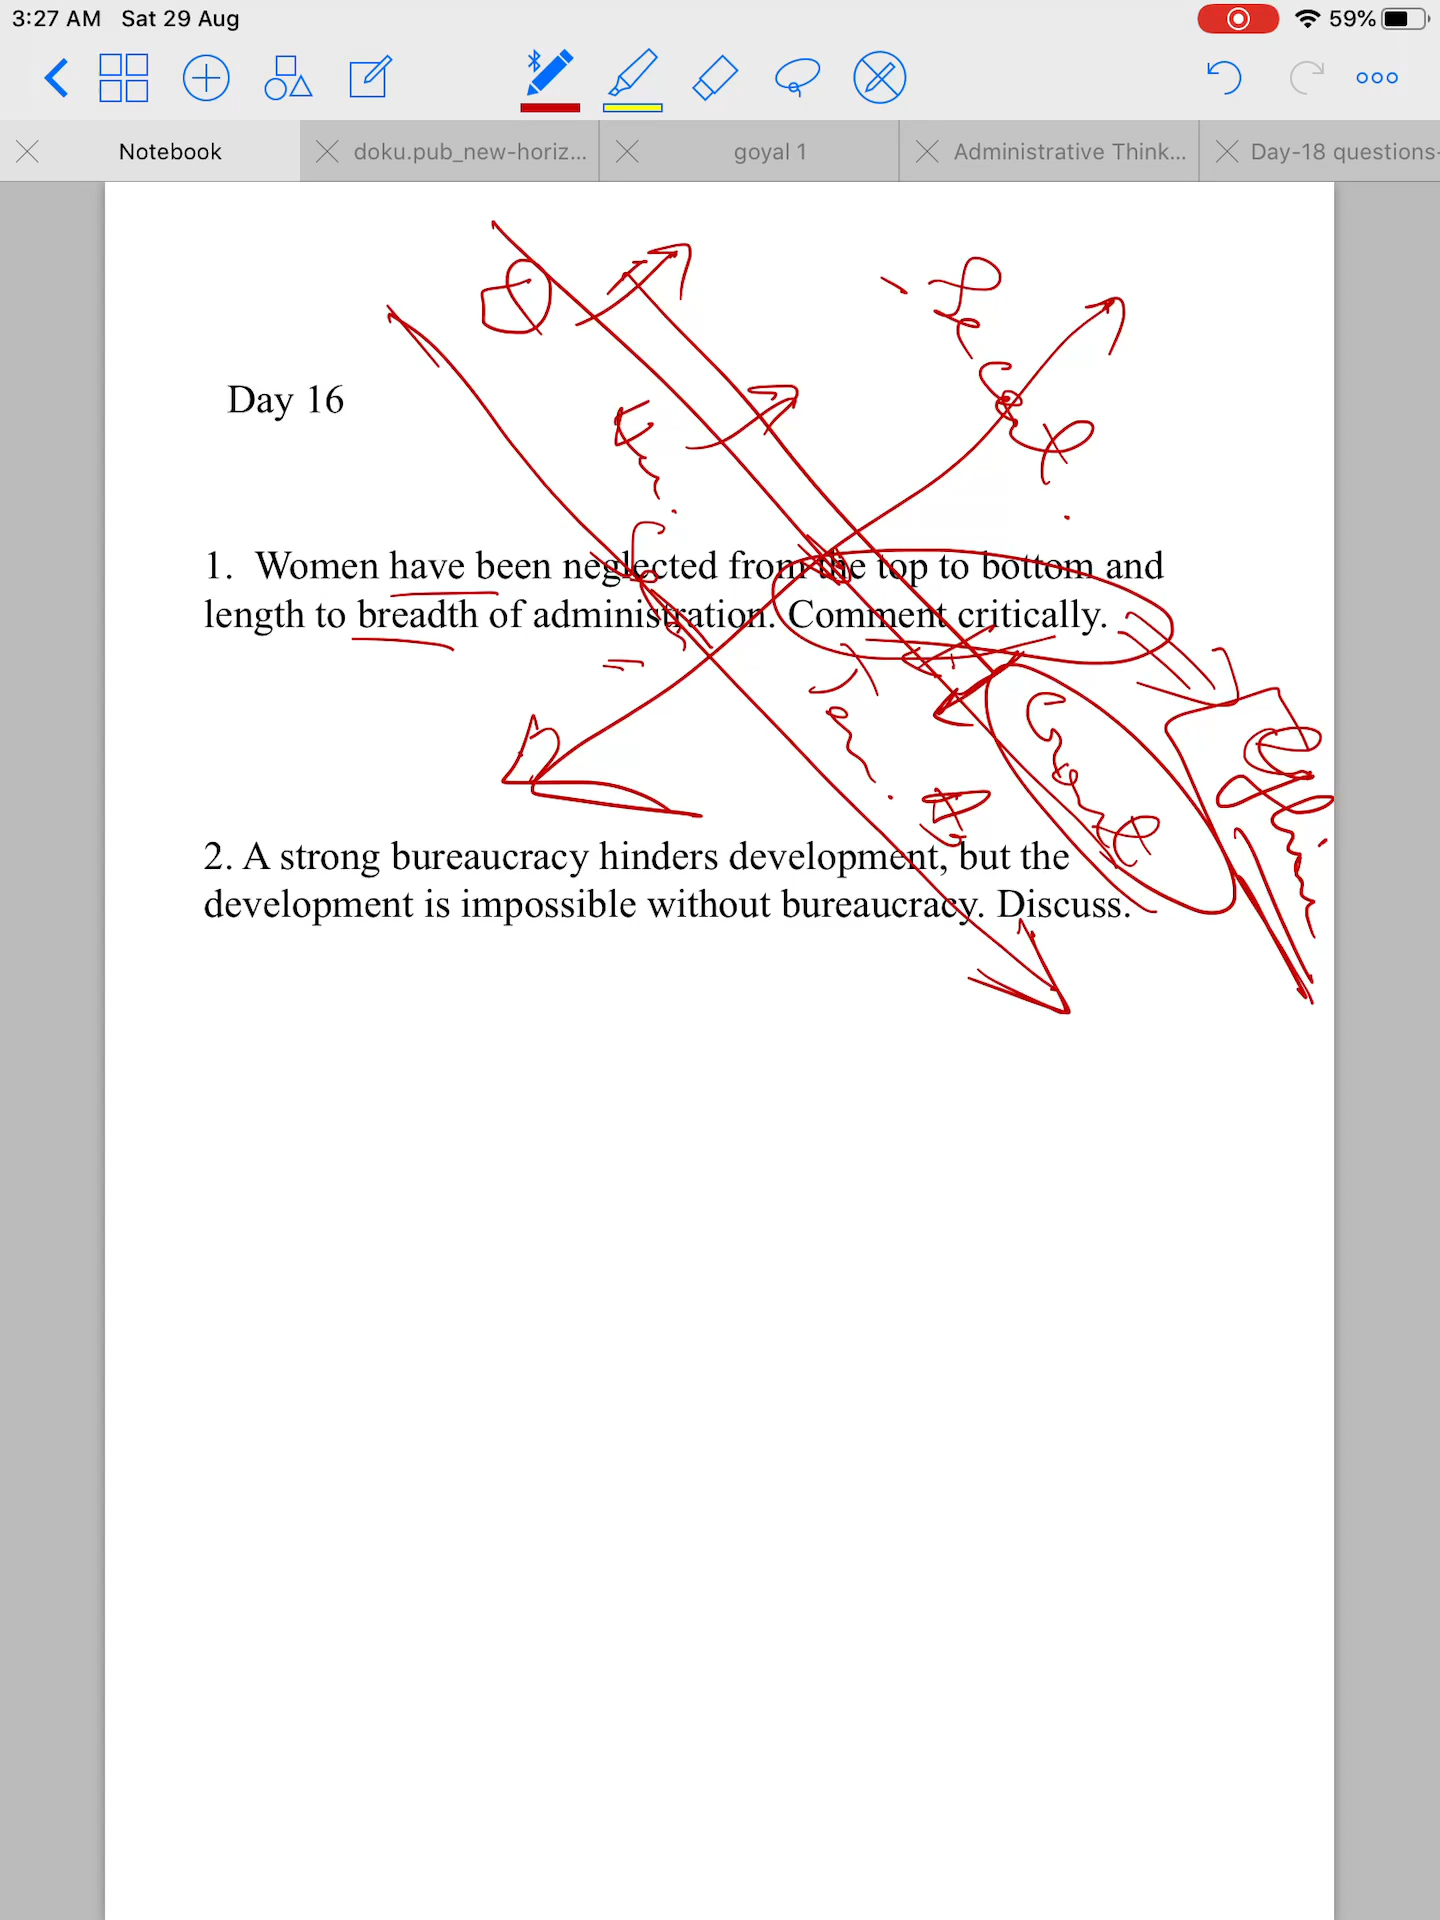 3:27 AM Sat 29 Aug 59%
Notebook
doku.pub_new-horiz...
goyal 1
Administrative Think...
Day-18 questions-
Day 16
1. Women have been neglected from the top to bottom and
length to breadth of administration. Comment critically.
2. A strong bureaucracy hinders development, but the
development is impossible without bureaucracy. Discuss.